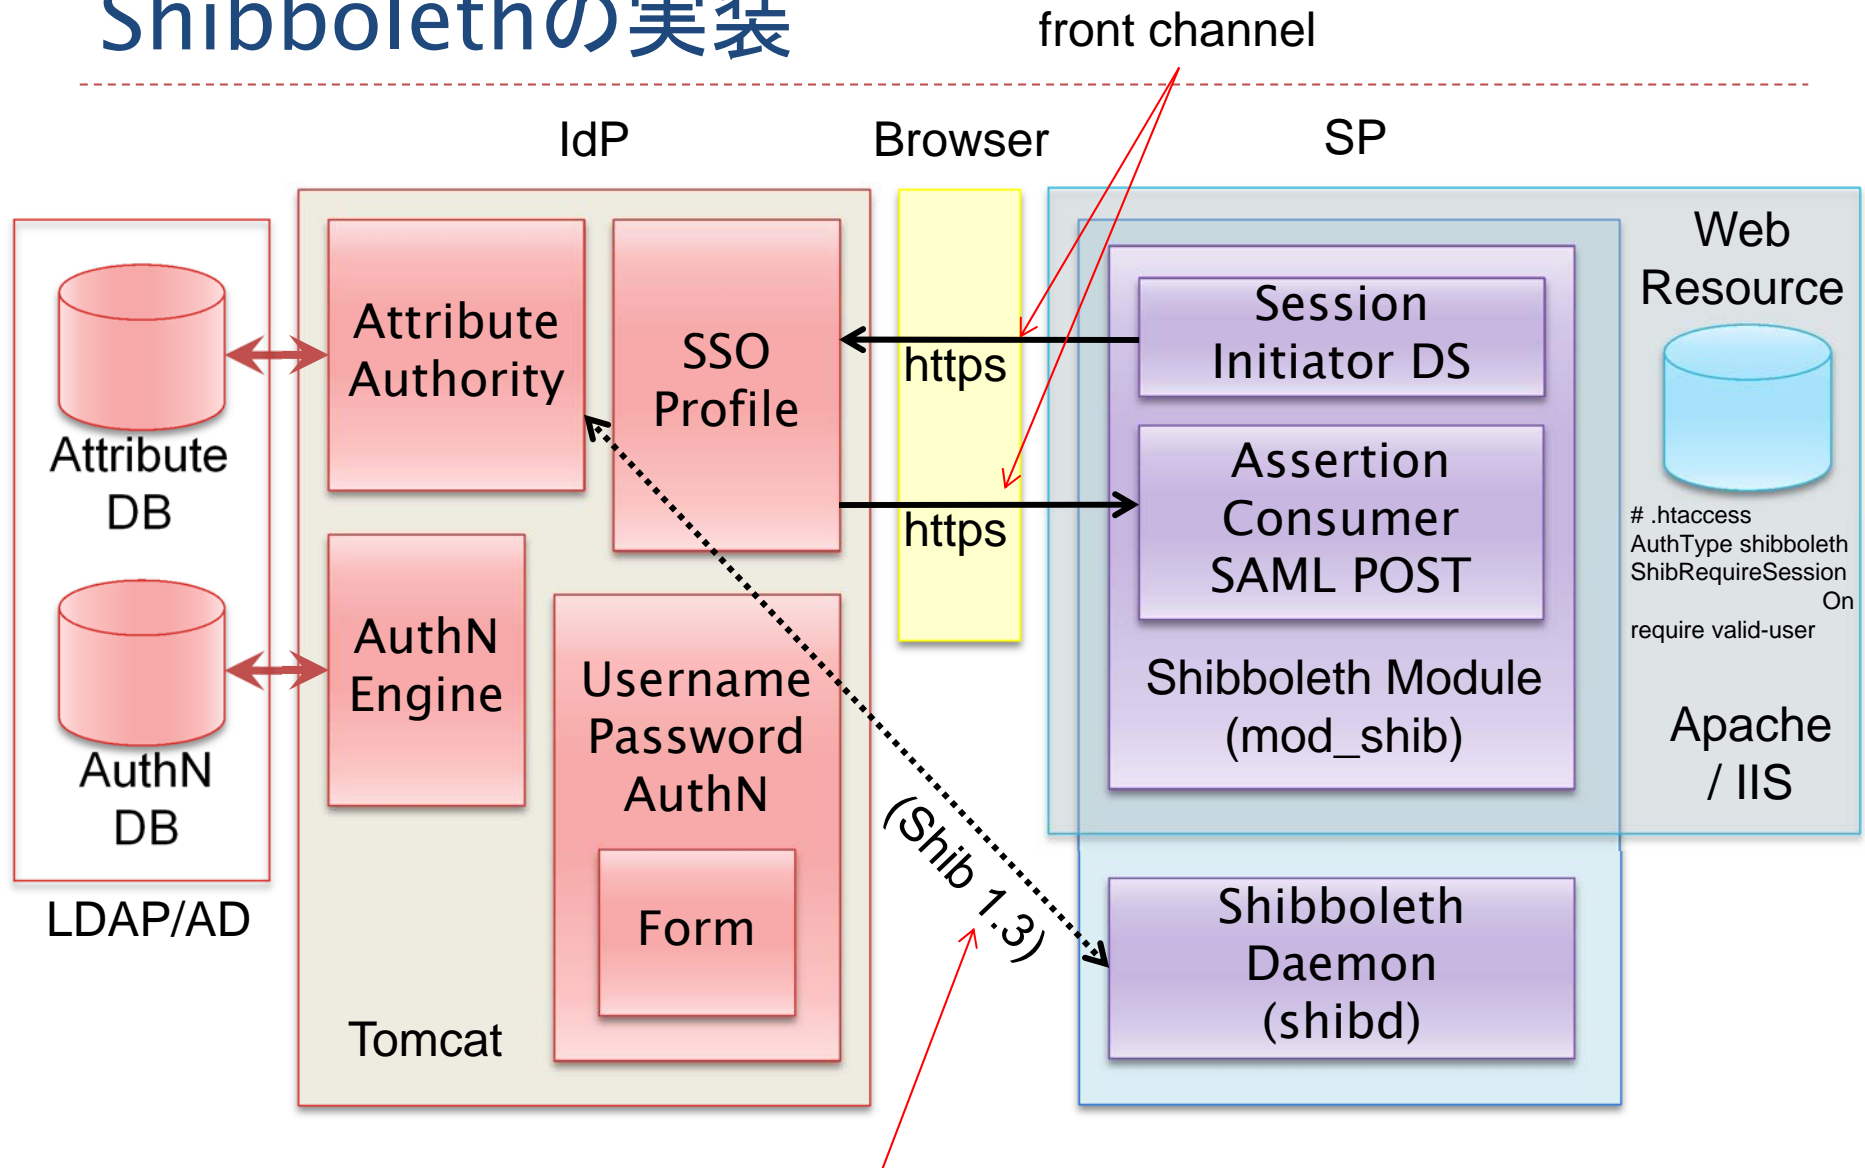 Shibbolethの実装
front channel
IdP
Browser
SP
Attribute
DB
AuthN
DB
LDAP/AD
Attribute
Authority
SSO
Profile
AuthN
Engine
Username
Password
AuthN
Form
Tomcat
https
https
(Shib 1.3)
Session
Initiator DS
Assertion
Consumer
SAML POST
Shibboleth Module
(mod_shib)
Shibboleth
Daemon
(shibd)
Web
Resource
# .htaccess
AuthType shibboleth
ShibRequireSession
On
require valid-user
Apache
/ IIS